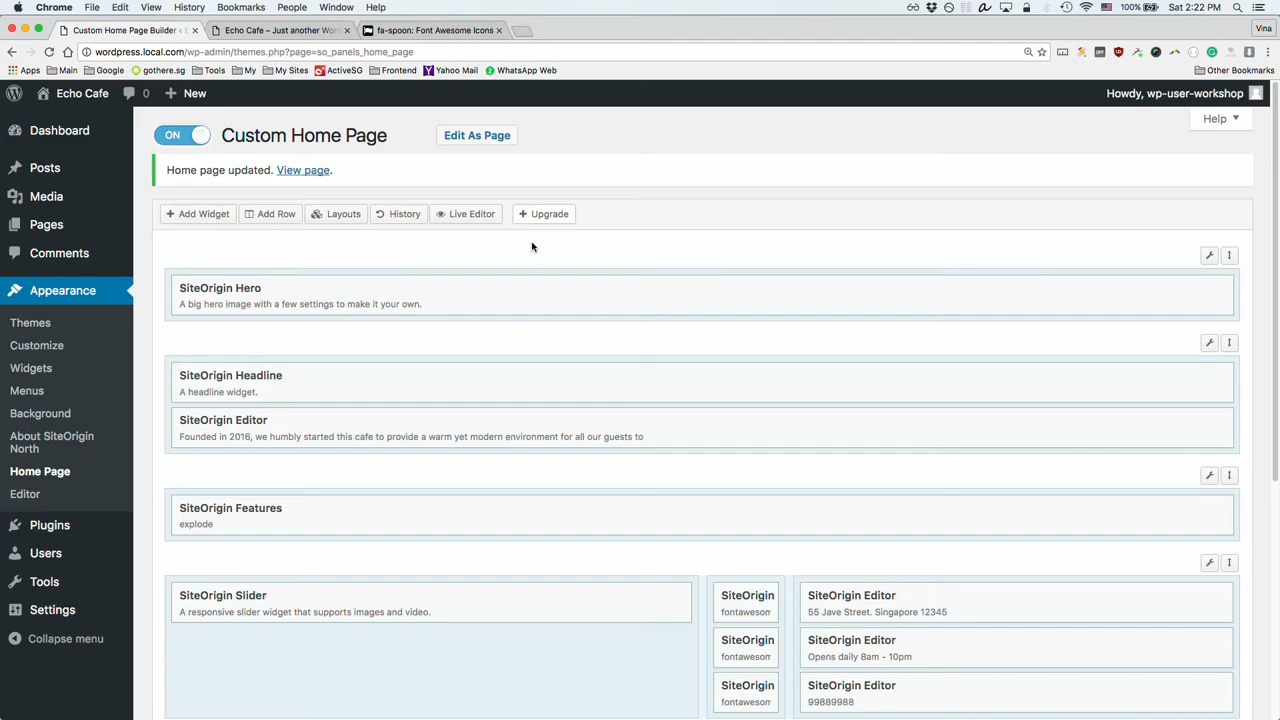 Chrome File Edit View History Bookmarks People Window Help 100% Sat 2:22 PM
Custom Home Page Builder ‹ E Echo Cafe – Just another Wor fa-spoon: Font Awesome Icons Vina
wordpress.local.com/wp-admin/themes.php?page=so_panels_home_page
Apps Main Google gothere.sg Tools My My Sites ActiveSG Frontend Yahoo Mail WhatsApp Web Other Bookmarks
Echo Cafe 0 New Howdy, wp-user-workshop
Dashboard
Posts
Media
Pages
Comments
Appearance
Themes
Customize
Widgets
Menus
Background
About SiteOrigin
North
Home Page
Editor
Plugins
Users
Tools
Settings
Collapse menu
Help
ON Custom Home Page Edit As Page
Home page updated. View page.
Add Widget Add Row Layouts History Live Editor Upgrade
SiteOrigin Hero
A big hero image with a few settings to make it your own.
SiteOrigin Headline
A headline widget.
SiteOrigin Editor
Founded in 2016, we humbly started this cafe to provide a warm yet modern environment for all our guests to
SiteOrigin Features
explode
SiteOrigin Slider
A responsive slider widget that supports images and video.
SiteOrigin
fontawesom
SiteOrigin
fontawesom
SiteOrigin
fontawesom
SiteOrigin Editor
55 Jave Street. Singapore 12345
SiteOrigin Editor
Opens daily 8am - 10pm
SiteOrigin Editor
99889988